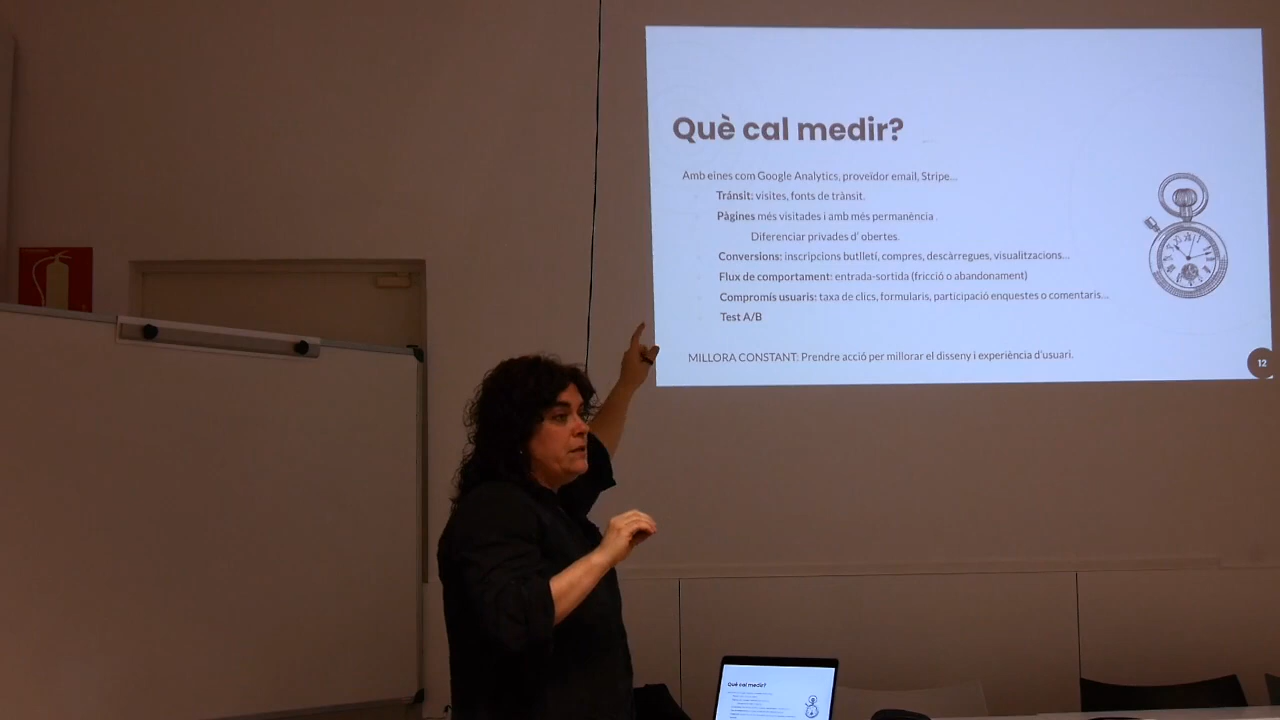 Què cal medir?
Amb eines com Google Analytics, proveïdor email, Stripe...
Trànsit: visites, fonts de trànsit.
Pàgines més visitades i amb més permanència.
Diferenciar privades d' obertes.
Conversions: inscripcions butlletí, compres, descàrregues, visualitzacions...
Flux de comportament: entrada-sortida (fricció o abandonament)
Compromís usuaris: taxa de clics, formularis, participació enquestes o comentaris...
Test A/B
MILLORA CONSTANT: Prendre acció per millorar el disseny i experiència d'usuari.
12
Què cal medir?